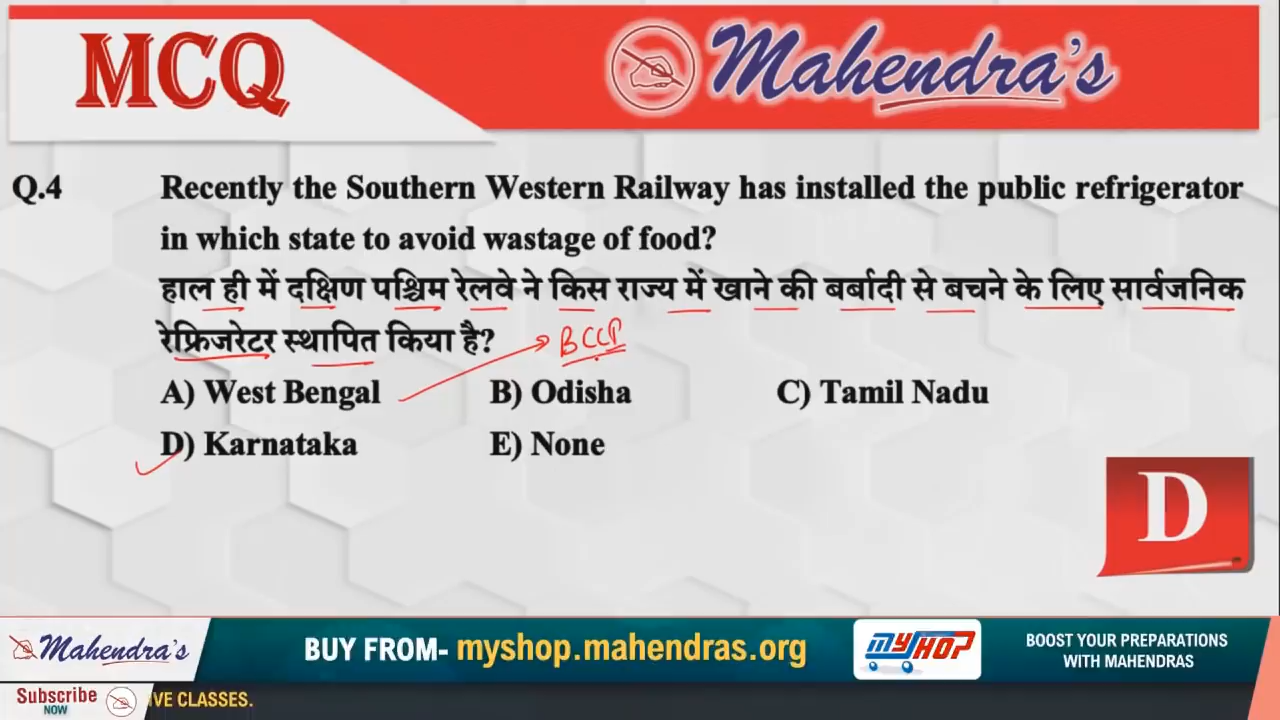 MCQ
Mahendra's
Q.4 Recently the Southern Western Railway has installed the public refrigerator
in which state to avoid wastage of food?
हाल ही में दक्षिण पश्चिम रेलवे ने किस राज्य में खाने की बर्बादी से बचने के लिए सार्वजनिक
रेफ्रिजरेटर स्थापित किया है?
BCCP
A) West Bengal B) Odisha C) Tamil Nadu
D) Karnataka E) None
D
Mahendra's BUY FROM- myshop.mahendras.org MYSHOP BOOST YOUR PREPARATIONS
WITH MAHENDRAS
Subscribe
NOW
IVE CLASSES.